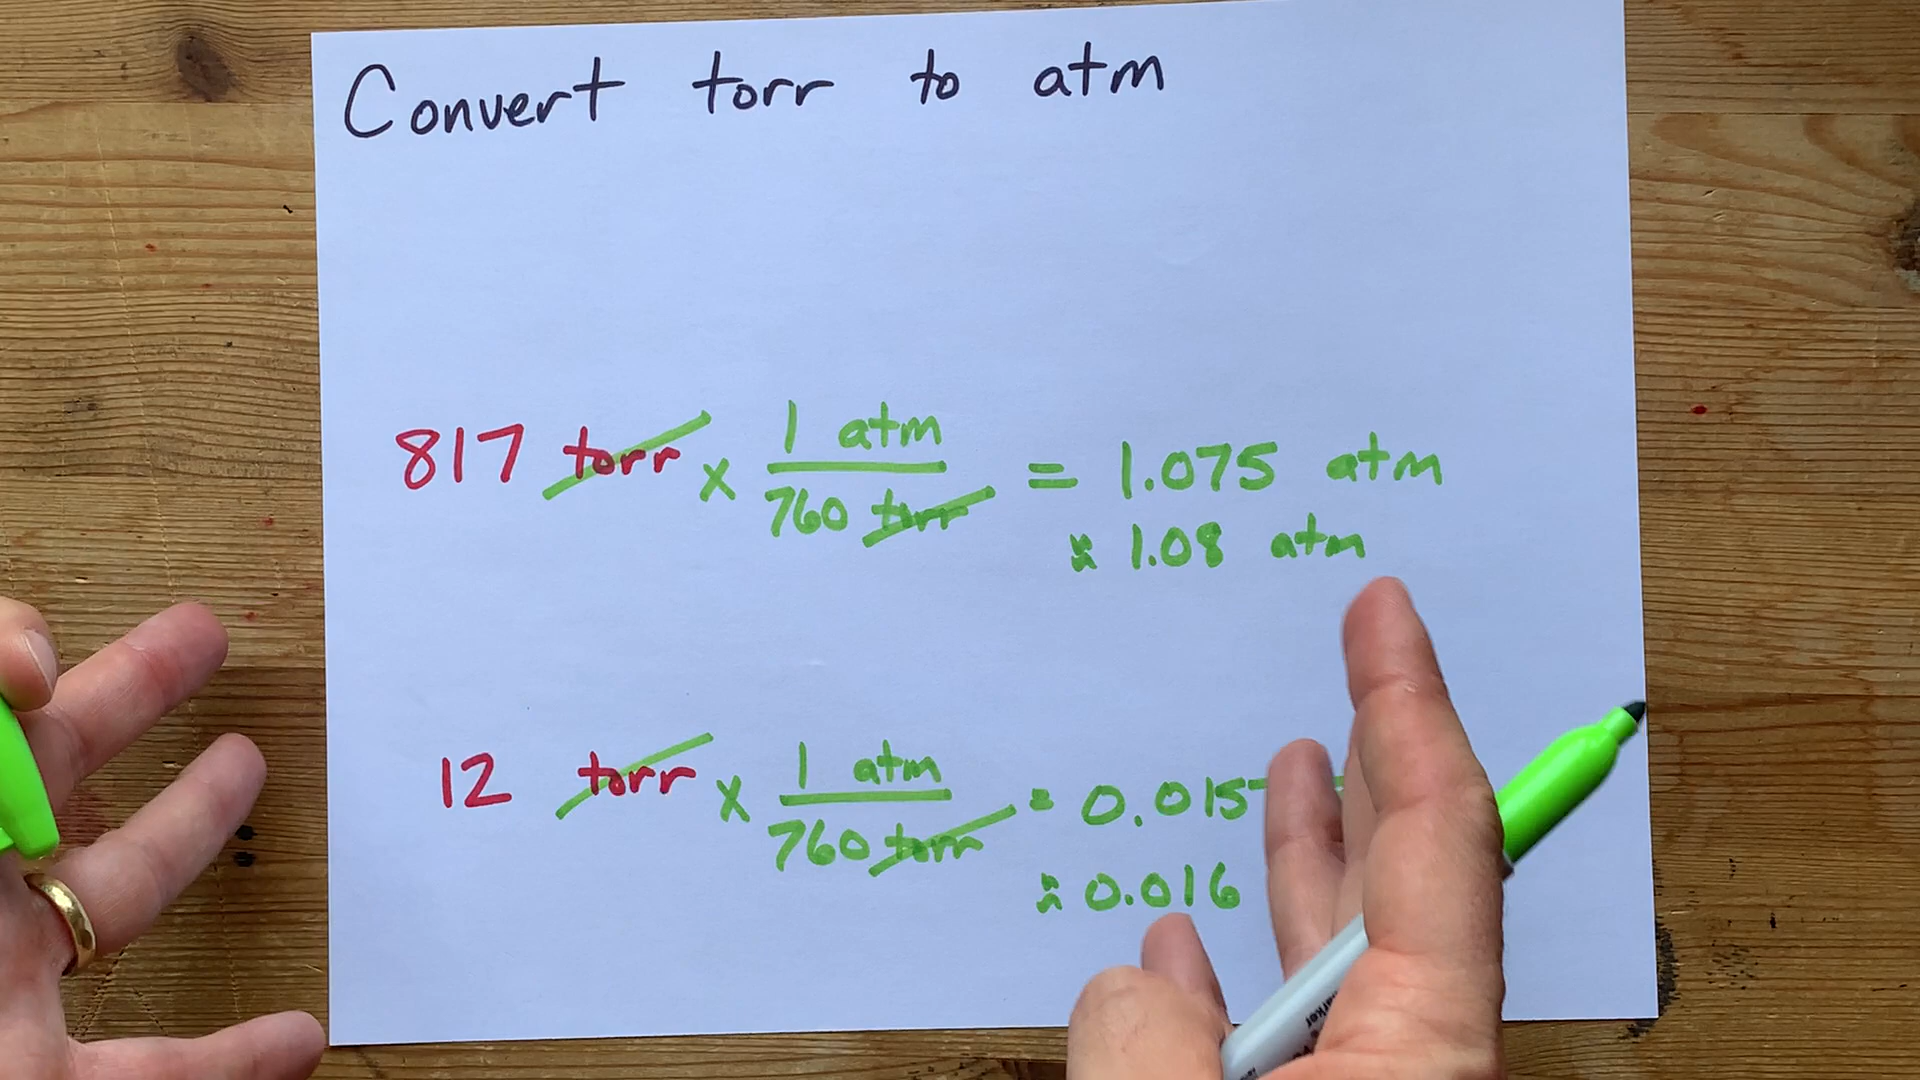 Convert torr to atm
817 torr x 1 atm / 760 torr = 1.075 atm
≈ 1.08 atm
12 torr x 1 atm / 760 torr = 0.015
≈ 0.016